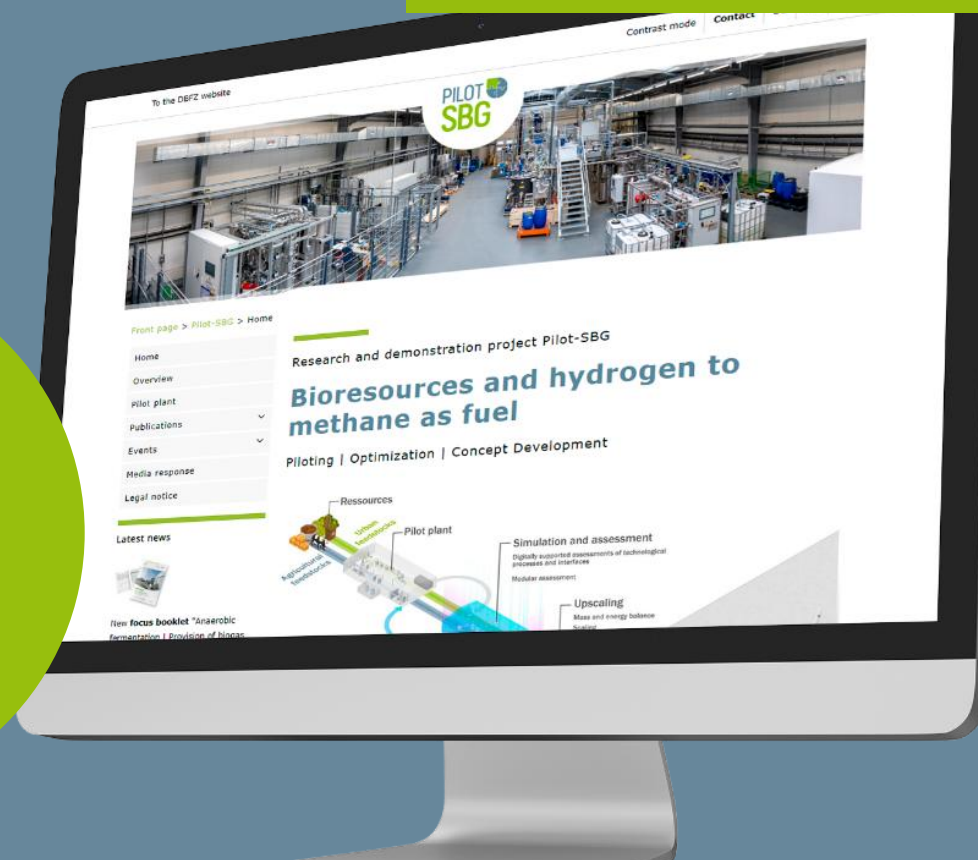 Contrast mode
Contact
To the DBFZ website
PILOT
SBG
Front page > Pilot-SBG > Home
Home
Overview
Pilot plant
Publications
Events
Media response
Legal notice
Latest news
New focus booklet "Anaerobic
fermentation | Provision of biogas
Research and demonstration project Pilot-SBG
Bioresources and hydrogen to
methane as fuel
Piloting | Optimization | Concept Development
Ressources
Urban
feedstocks
Agricultural
feedstocks
Pilot plant
Simulation and assessment
Digitally supported assessments of technological
processes and interfaces
Modular assessment
Upscaling
Mass and energy balance
Scaling